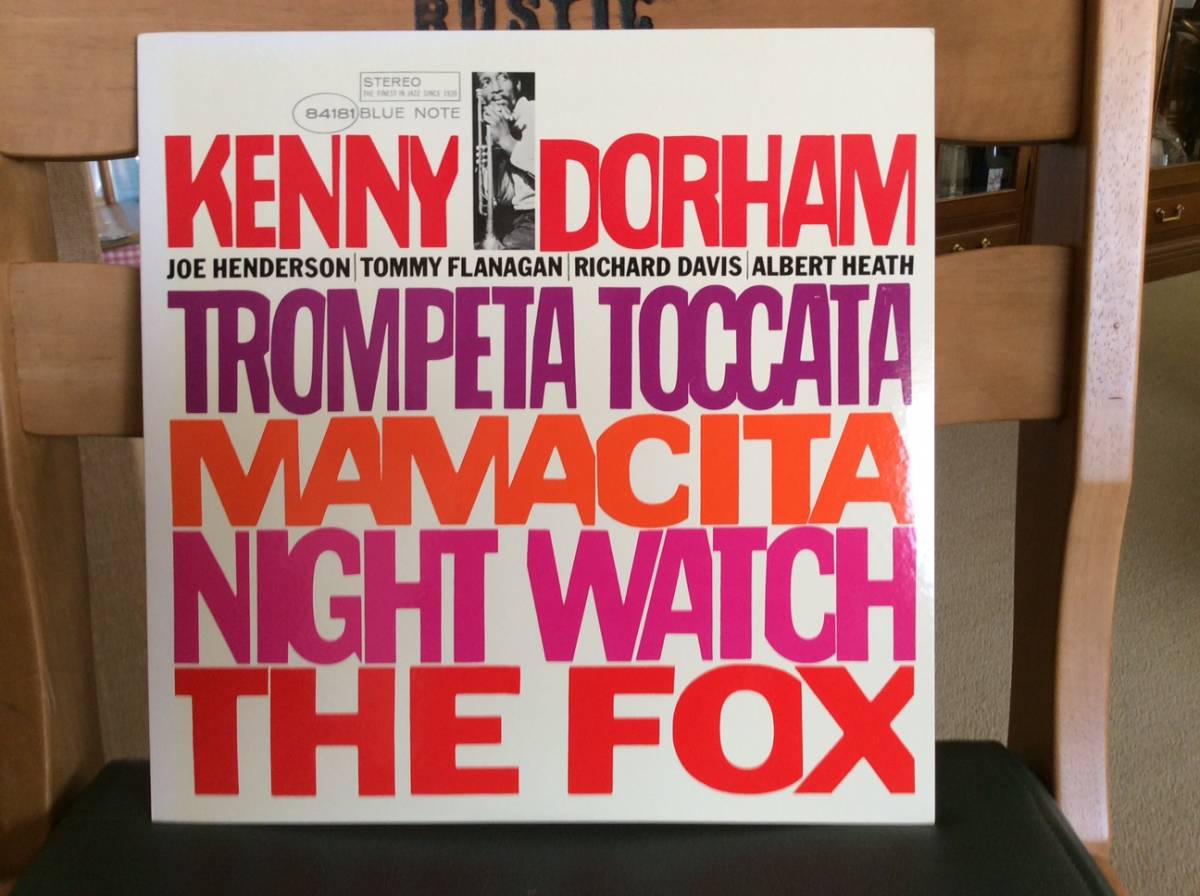 RUSTIC
STEREO
THE FINEST IN JAZZ SINCE 1939
84181 BLUE NOTE
KENNY DORHAM
JOE HENDERSON | TOMMY FLANAGAN | RICHARD DAVIS | ALBERT HEATH
TROMPETA TOCCATA
MAMACITA
NIGHT WATCH
THE FOX